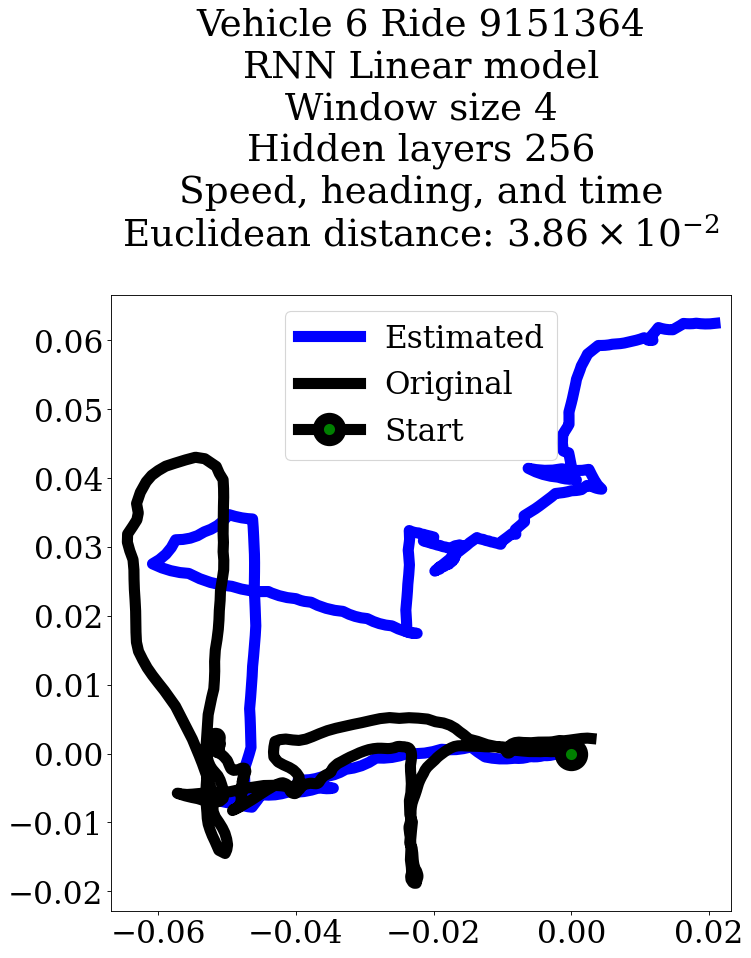 Vehicle 6 Ride 9151364
RNN Linear model
Window size 4
Hidden layers 256
Speed, heading, and time
Euclidean distance: 3.86 × 10⁻²
Estimated
Original
Start
0.06
0.05
0.04
0.03
0.02
0.01
0.00
−0.01
−0.02
−0.06 −0.04 −0.02 0.00 0.02